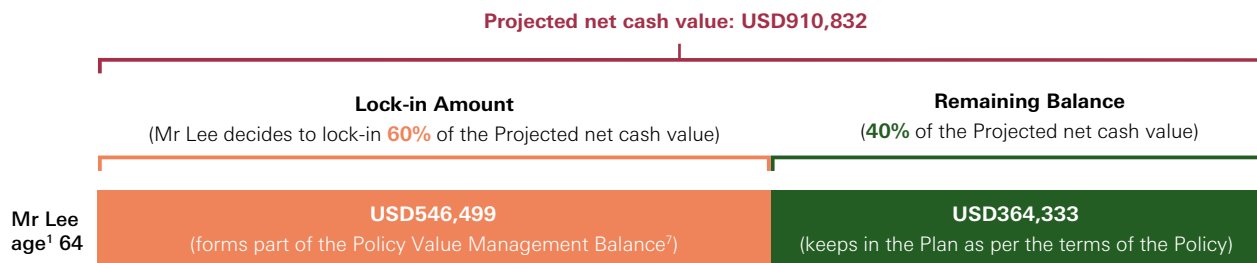 Projected net cash value: USD910,832
Lock-in Amount
(Mr Lee decides to lock-in 60% of the Projected net cash value)
Remaining Balance
(40% of the Projected net cash value)
Mr Lee
age¹ 64
USD546,499
(forms part of the Policy Value Management Balance⁷)
USD364,333
(keeps in the Plan as per the terms of the Policy)